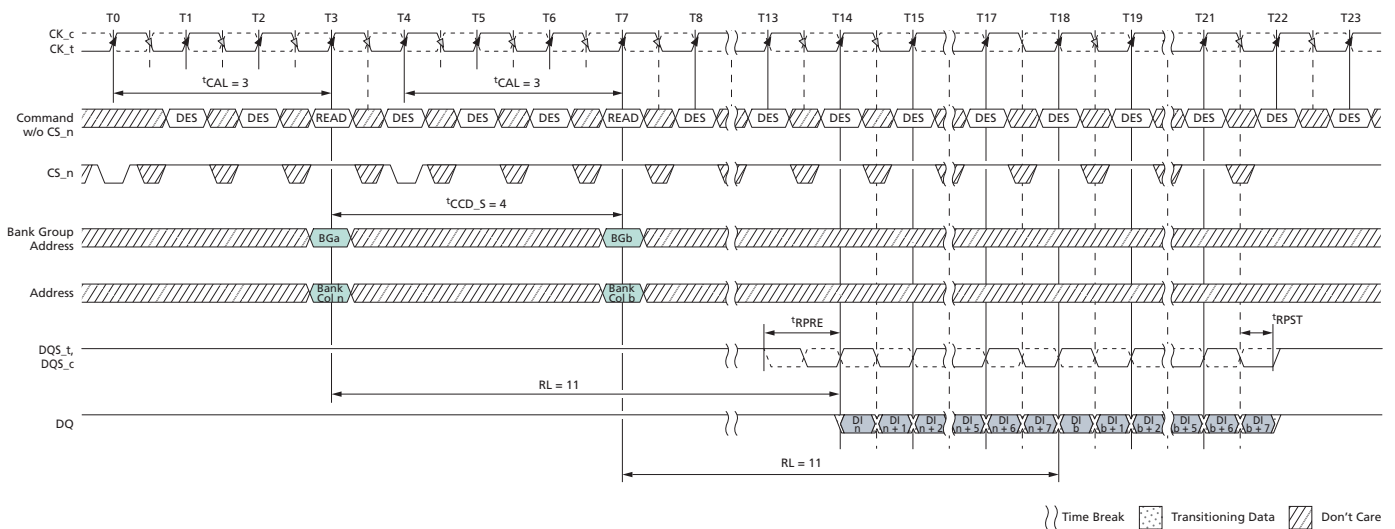 T0 T1 T2 T3 T4 T5 T6 T7 T8 T13 T14 T15 T17 T18 T19 T21 T22 T23
CK_c
CK_t
tCAL = 3 tCAL = 3
Command
w/o CS_n
DES DES READ DES DES DES READ DES DES DES DES DES DES DES DES DES DES
CS_n
tCCD_S = 4
Bank Group
Address
BGa BGb
Address
Bank
Col n
Bank
Col b
tRPRE tRPST
DQS_t,
DQS_c
RL = 11
DQ
DI
n
DI
n + 1
DI
n + 2
DI
n + 5
DI
n + 6
DI
n + 7
DI
b
DI
b + 1
DI
b + 2
DI
b + 5
DI
b + 6
DI
b + 7
RL = 11
Time Break Transitioning Data Don't Care